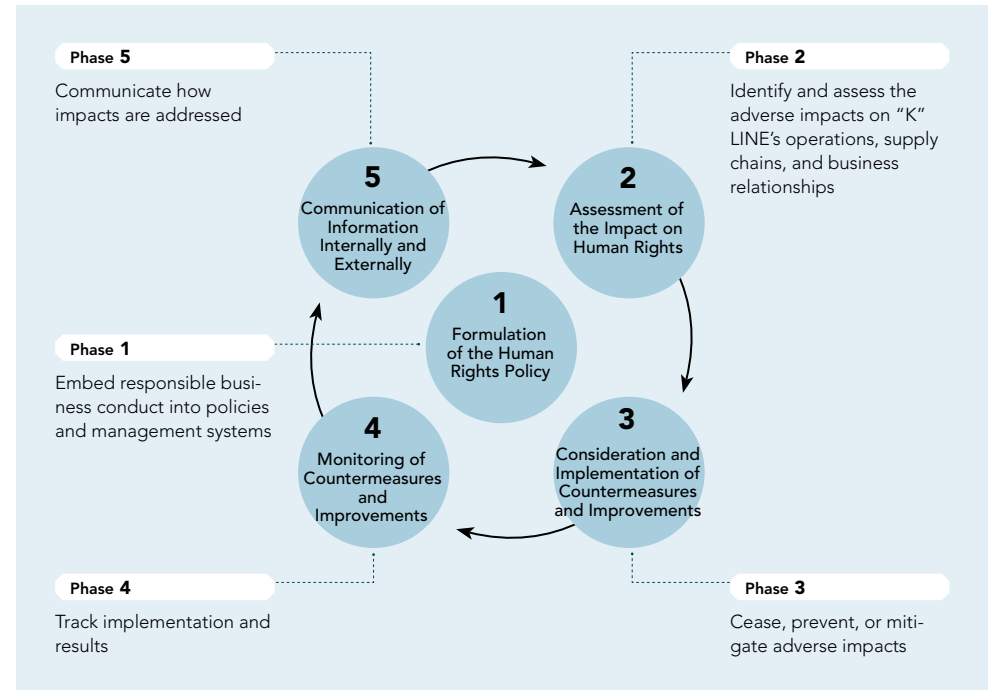 Phase 5
Communicate how
impacts are addressed
Phase 2
Identify and assess the
adverse impacts on “K”
LINE’s operations, supply
chains, and business
relationships
5
Communication of
Information
Internally and
Externally
2
Assessment of
the Impact on
Human Rights
1
Formulation
of the Human
Rights Policy
Phase 1
Embed responsible busi-
ness conduct into policies
and management systems
4
Monitoring of
Countermeasures
and
Improvements
3
Consideration and
Implementation of
Countermeasures
and Improvements
Phase 4
Track implementation and
results
Phase 3
Cease, prevent, or miti-
gate adverse impacts